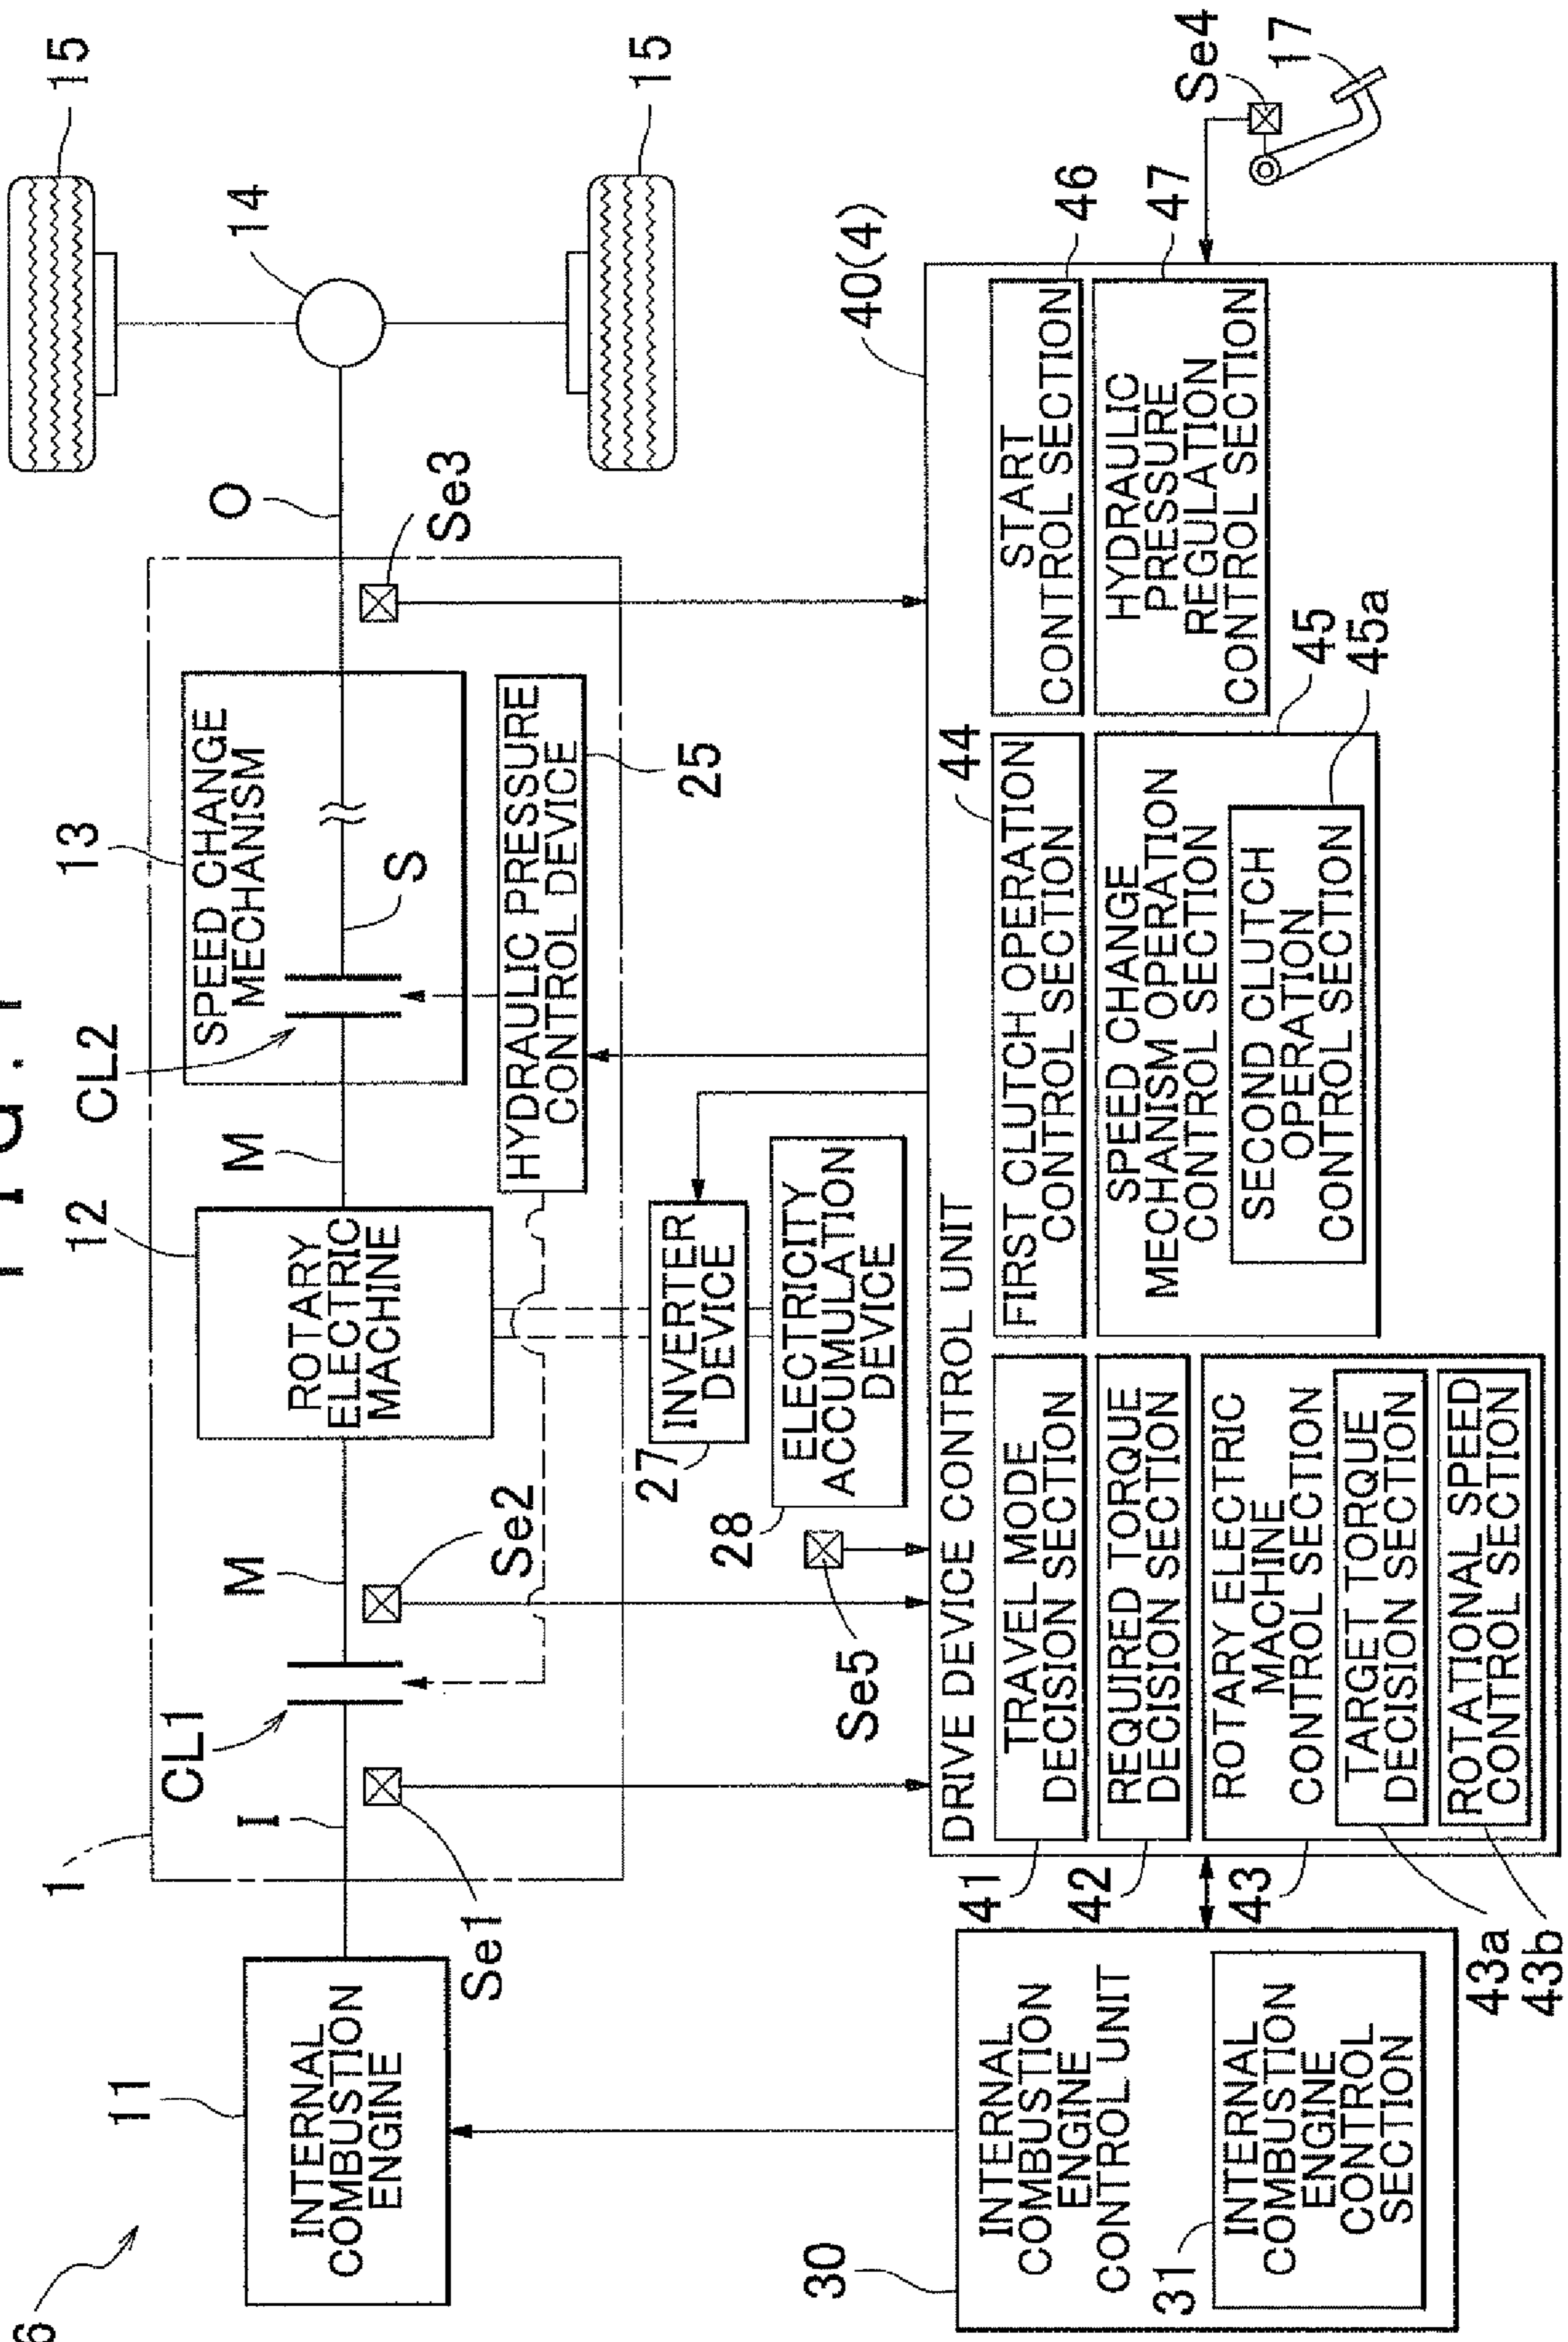 FIG. 1
6
1
11
INTERNAL
COMBUSTION
ENGINE
I
CL1
Se1
M
Se2
12
ROTARY
ELECTRIC
MACHINE
M
CL2
13
SPEED CHANGE
MECHANISM
S
HYDRAULIC PRESSURE
CONTROL DEVICE
25
Se3
O
14
15
15
27
INVERTER
DEVICE
28
ELECTRICITY
ACCUMULATION
DEVICE
Se5
30
INTERNAL
COMBUSTION
ENGINE
CONTROL UNIT
31
INTERNAL
COMBUSTION
ENGINE
CONTROL
SECTION
40(4)
DRIVE DEVICE CONTROL UNIT
41
TRAVEL MODE
DECISION SECTION
42
REQUIRED TORQUE
DECISION SECTION
43
ROTARY ELECTRIC
MACHINE
CONTROL SECTION
43a
TARGET TORQUE
DECISION SECTION
43b
ROTATIONAL SPEED
CONTROL SECTION
44
FIRST CLUTCH OPERATION
CONTROL SECTION
45
SPEED CHANGE
MECHANISM OPERATION
CONTROL SECTION
45a
SECOND CLUTCH
OPERATION
CONTROL SECTION
46
START
CONTROL SECTION
47
HYDRAULIC
PRESSURE
REGULATION
CONTROL SECTION
Se4
17